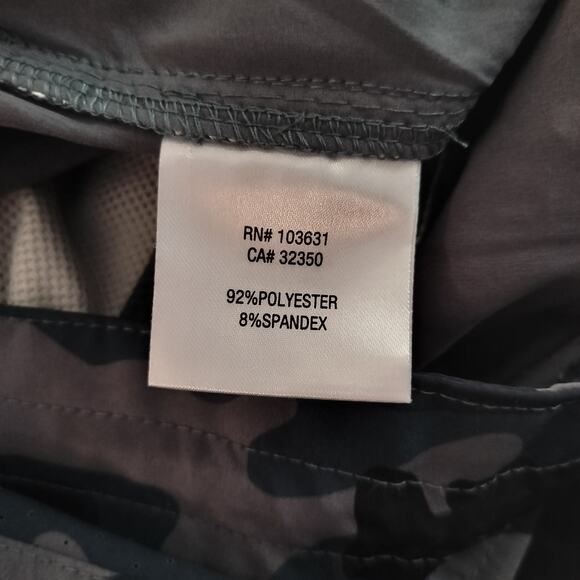 RN# 103631
CA# 32350
92%POLYESTER
8%SPANDEX